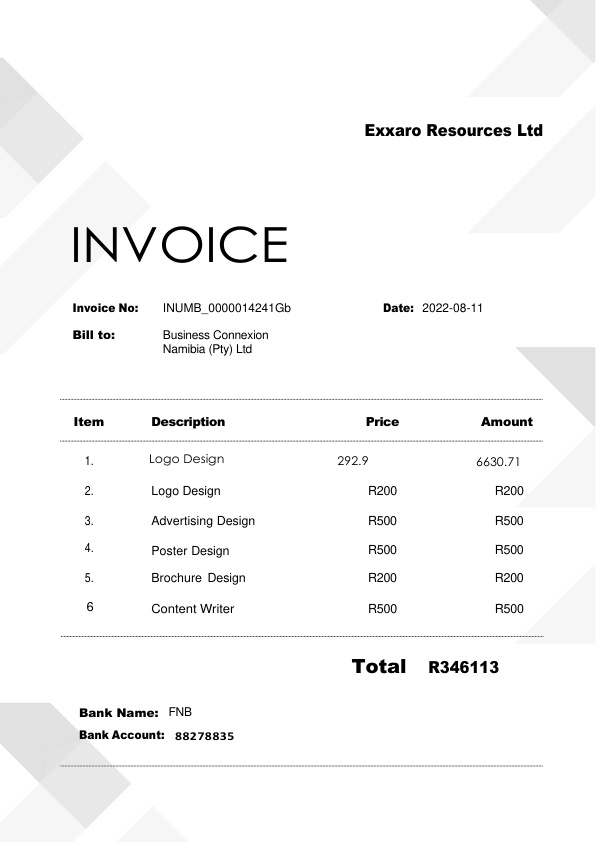 Exxaro Resources Ltd
INVOICE
Invoice No: INUMB_0000014241Gb Date: 2022-08-11
Bill to: Business Connexion
Namibia (Pty) Ltd
Item Description Price Amount
1. Logo Design 292.9 6630.71
2. Logo Design R200 R200
3. Advertising Design R500 R500
4. Poster Design R500 R500
5. Brochure Design R200 R200
6 Content Writer R500 R500
Total R346113
Bank Name: FNB
Bank Account: 88278835